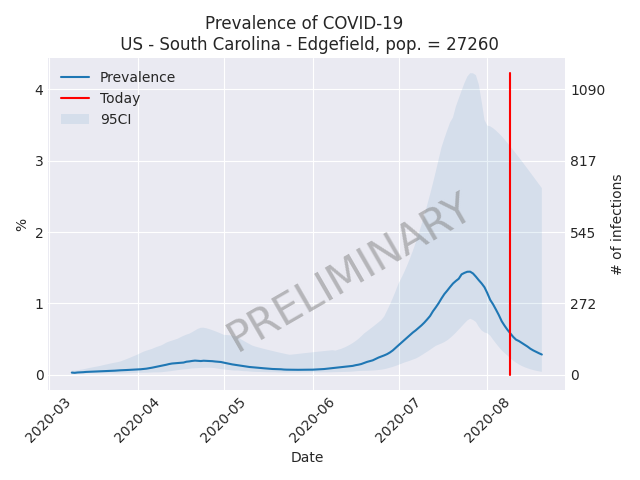 Prevalence of COVID-19
US - South Carolina - Edgefield, pop. = 27260
Prevalence
Today
95CI
4
3
2
1
0
%
1090
817
545
272
0
# of infections
PRELIMINARY
2020-03
2020-04
2020-05
2020-06
2020-07
2020-08
Date